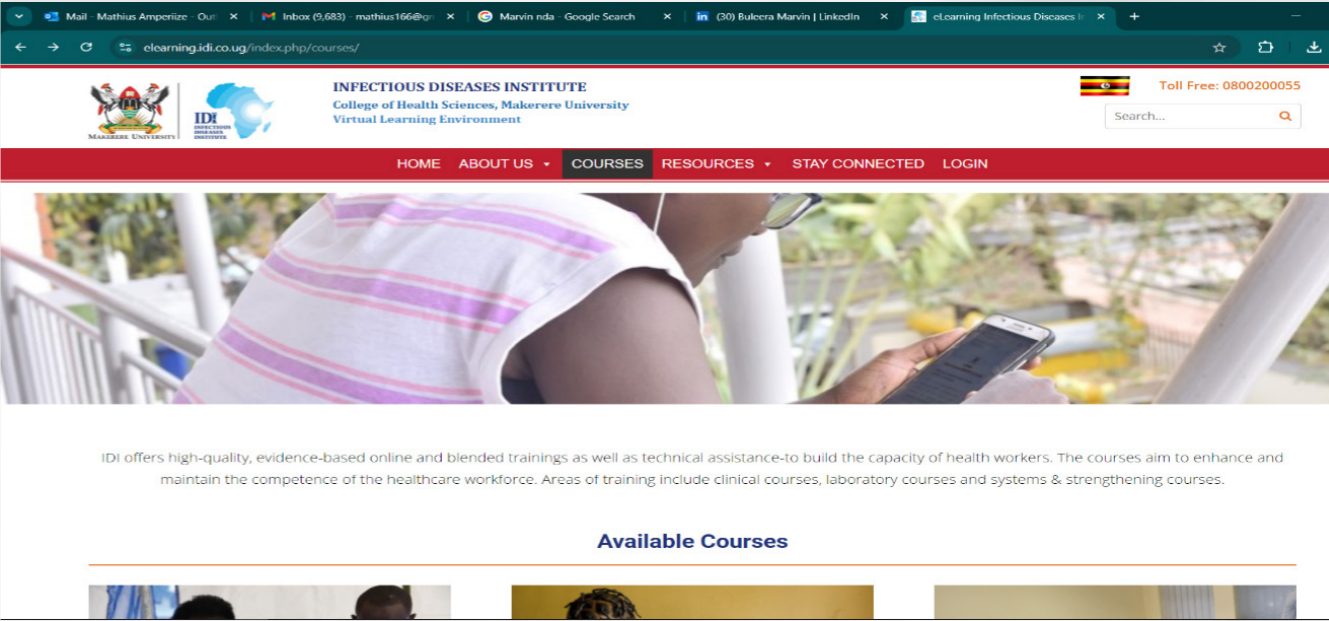 Mail - Mathius Amperiize - Out
Inbox (9,683) - mathius166@gm
Marvin nda - Google Search
(30) Buleera Marvin | LinkedIn
eLearning Infectious Diseases In
elearning.idi.co.ug/index.php/courses/
MAKERERE UNIVERSITY
IDI
INFECTIOUS
DISEASES
INSTITUTE
INFECTIOUS DISEASES INSTITUTE
College of Health Sciences, Makerere University
Virtual Learning Environment
Toll Free: 0800200055
Search...
HOME ABOUT US COURSES RESOURCES STAY CONNECTED LOGIN
IDI offers high-quality, evidence-based online and blended trainings as well as technical assistance-to build the capacity of health workers. The courses aim to enhance and
maintain the competence of the healthcare workforce. Areas of training include clinical courses, laboratory courses and systems & strengthening courses.
Available Courses